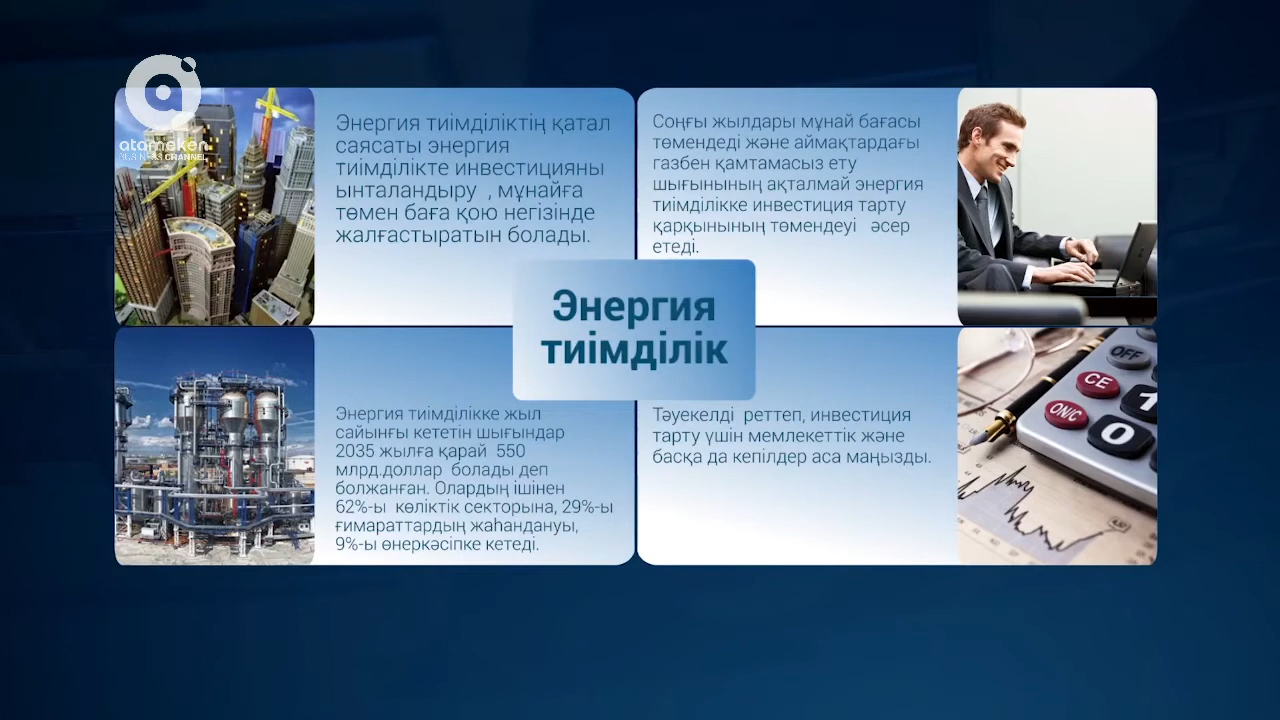 atameken
BUSINESS CHANNEL
Энергия тиімділіктің қатал
саясаты энергия
тиімділікте инвестицияны
ынталандыру , мұнайға
төмен баға қою негізінде
жалғастыратын болады.
Соңғы жылдары мұнай бағасы
төмендеді және аймақтардағы
газбен қамтамасыз ету
шығынының ақталмай энергия
тиімділікке инвестиция тарту
қарқынының төмендеуі әсер
етеді.
Энергия
тиімділік
Энергия тиімділікке жыл
сайынғы кететін шығындар
2035 жылға қарай 550
млрд.доллар болады деп
болжанған. Олардың ішінен
62%-ы көліктік секторына, 29%-ы
ғимараттардың жаһандануы,
9%-ы өнеркәсіпке кетеді.
Тәуекелді реттеп, инвестиция
тарту үшін мемлекеттік және
басқа да кепілдер аса маңызды.
OFF
CE
ON/C
1
0